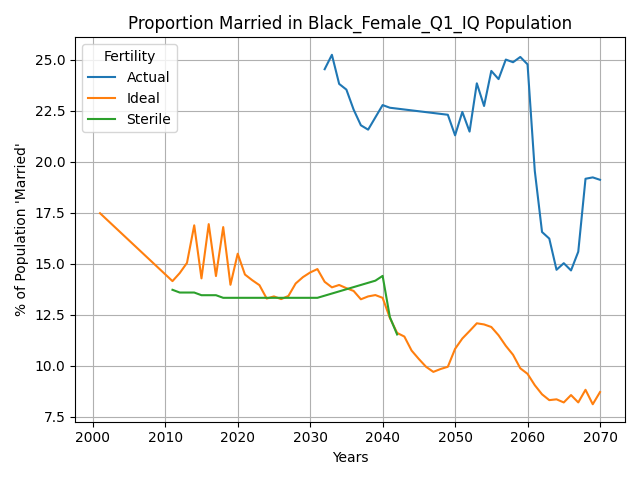 Proportion Married in Black_Female_Q1_IQ Population
Fertility
Actual
Ideal
Sterile
% of Population 'Married'
25.0
22.5
20.0
17.5
15.0
12.5
10.0
7.5
2000 2010 2020 2030 2040 2050 2060 2070
Years